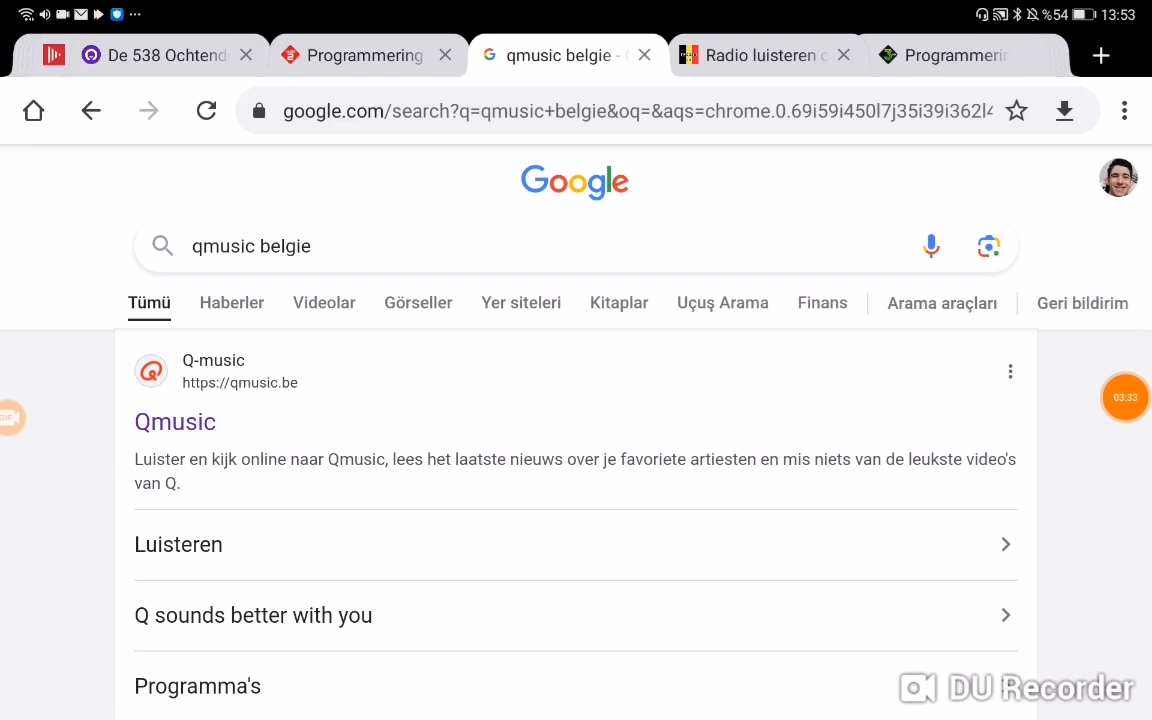 %54 13:53
De 538 Ochtend
Programmering
qmusic belgie -
Radio luisteren o
Programmerin
google.com/search?q=qmusic+belgie&oq=&aqs=chrome.0.69i59i450l7j35i39i362l4
Google
qmusic belgie
Tümü Haberler Videolar Görseller Yer siteleri Kitaplar Uçuş Arama Finans Arama araçları Geri bildirim
Q-music
https://qmusic.be
Qmusic
03:33
GIF
Luister en kijk online naar Qmusic, lees het laatste nieuws over je favoriete artiesten en mis niets van de leukste video's
van Q.
Luisteren
Q sounds better with you
Programma's
DU Recorder